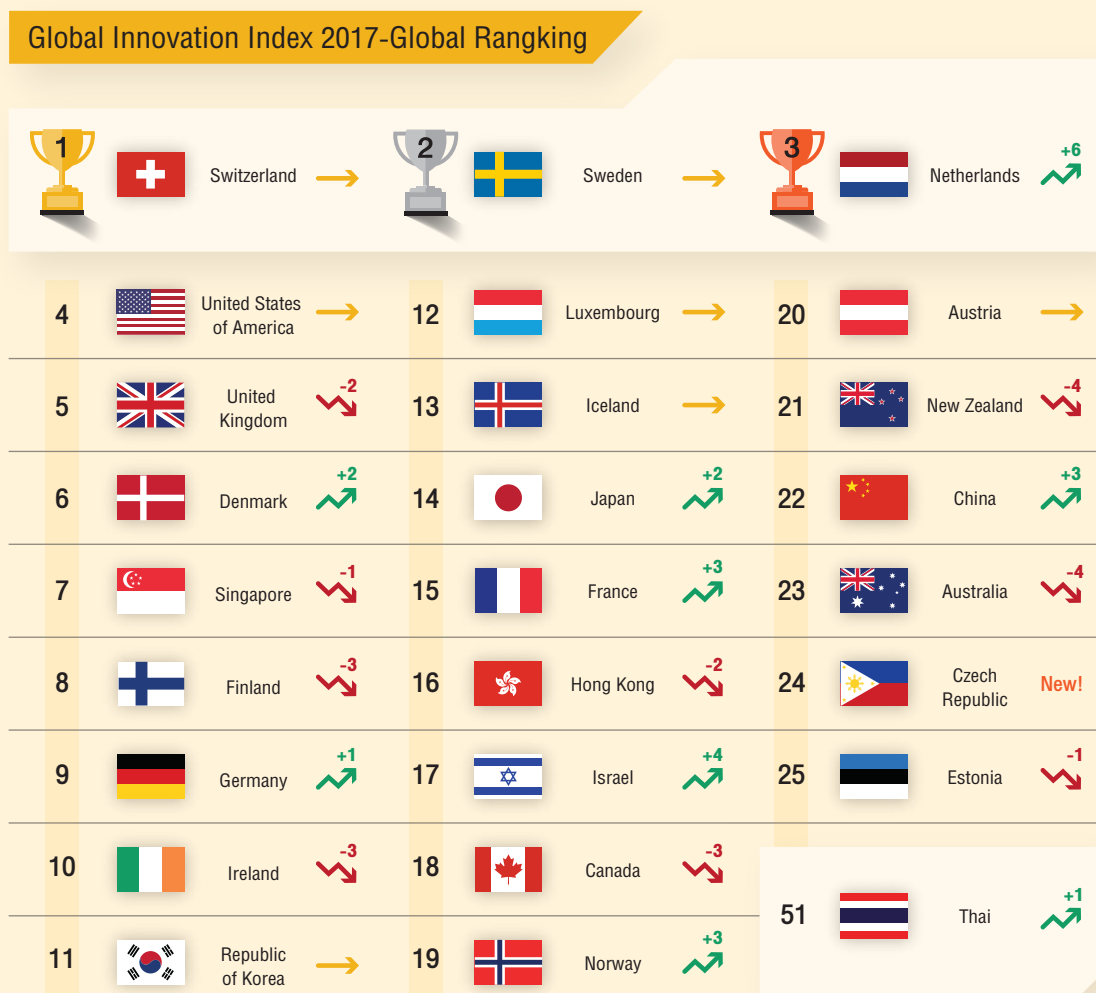 Global Innovation Index 2017-Global Rangking
1
Switzerland
2
Sweden
3
Netherlands
+6
4
United States
of America
5
United
Kingdom
-2
6
Denmark
+2
7
Singapore
-1
8
Finland
-3
9
Germany
+1
10
Ireland
-3
11
Republic
of Korea
12
Luxembourg
13
Iceland
14
Japan
+2
15
France
+3
16
Hong Kong
-2
17
Israel
+4
18
Canada
-3
19
Norway
+3
20
Austria
21
New Zealand
-4
22
China
+3
23
Australia
-4
24
Czech
Republic
New!
25
Estonia
-1
51
Thai
+1